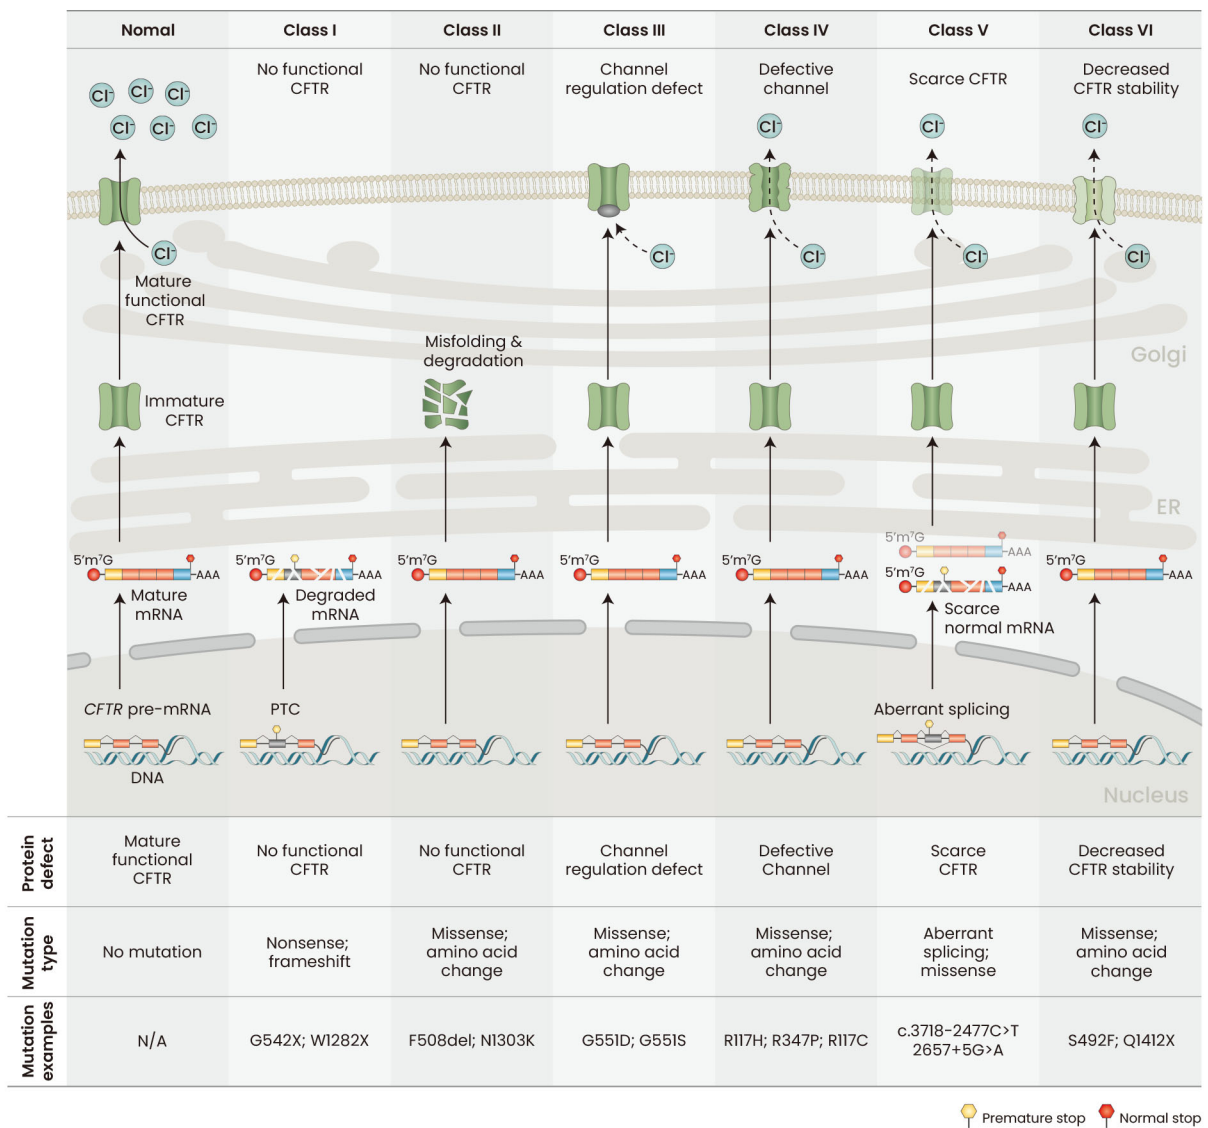 Nomal
Class I
Class II
Class III
Class IV
Class V
Class VI
No functional
CFTR
No functional
CFTR
Channel
regulation defect
Defective
channel
Scarce CFTR
Decreased
CFTR stability
Cl⁻
Cl⁻
Cl⁻
Cl⁻
Cl⁻
Cl⁻
Cl⁻
Cl⁻
Cl⁻
Cl⁻
Cl⁻
Cl⁻
Cl⁻
Cl⁻
Mature
functional
CFTR
Golgi
Misfolding &
degradation
Immature
CFTR
ER
5′m⁷G
AAA
Mature
mRNA
5′m⁷G
AAA
Degraded
mRNA
5′m⁷G
AAA
5′m⁷G
AAA
5′m⁷G
AAA
5′m⁷G
AAA
5′m⁷G
AAA
Scarce
normal mRNA
5′m⁷G
AAA
CFTR pre-mRNA
PTC
Aberrant splicing
DNA
Nucleus
Protein
defect
Mature
functional
CFTR
No functional
CFTR
No functional
CFTR
Channel
regulation defect
Defective
Channel
Scarce
CFTR
Decreased
CFTR stability
Mutation
type
No mutation
Nonsense;
frameshift
Missense;
amino acid
change
Missense;
amino acid
change
Missense;
amino acid
change
Aberrant
splicing;
missense
Missense;
amino acid
change
Mutation
examples
N/A
G542X; W1282X
F508del; N1303K
G551D; G551S
R117H; R347P; R117C
c.3718-2477C>T
2657+5G>A
S492F; Q1412X
Premature stop
Normal stop